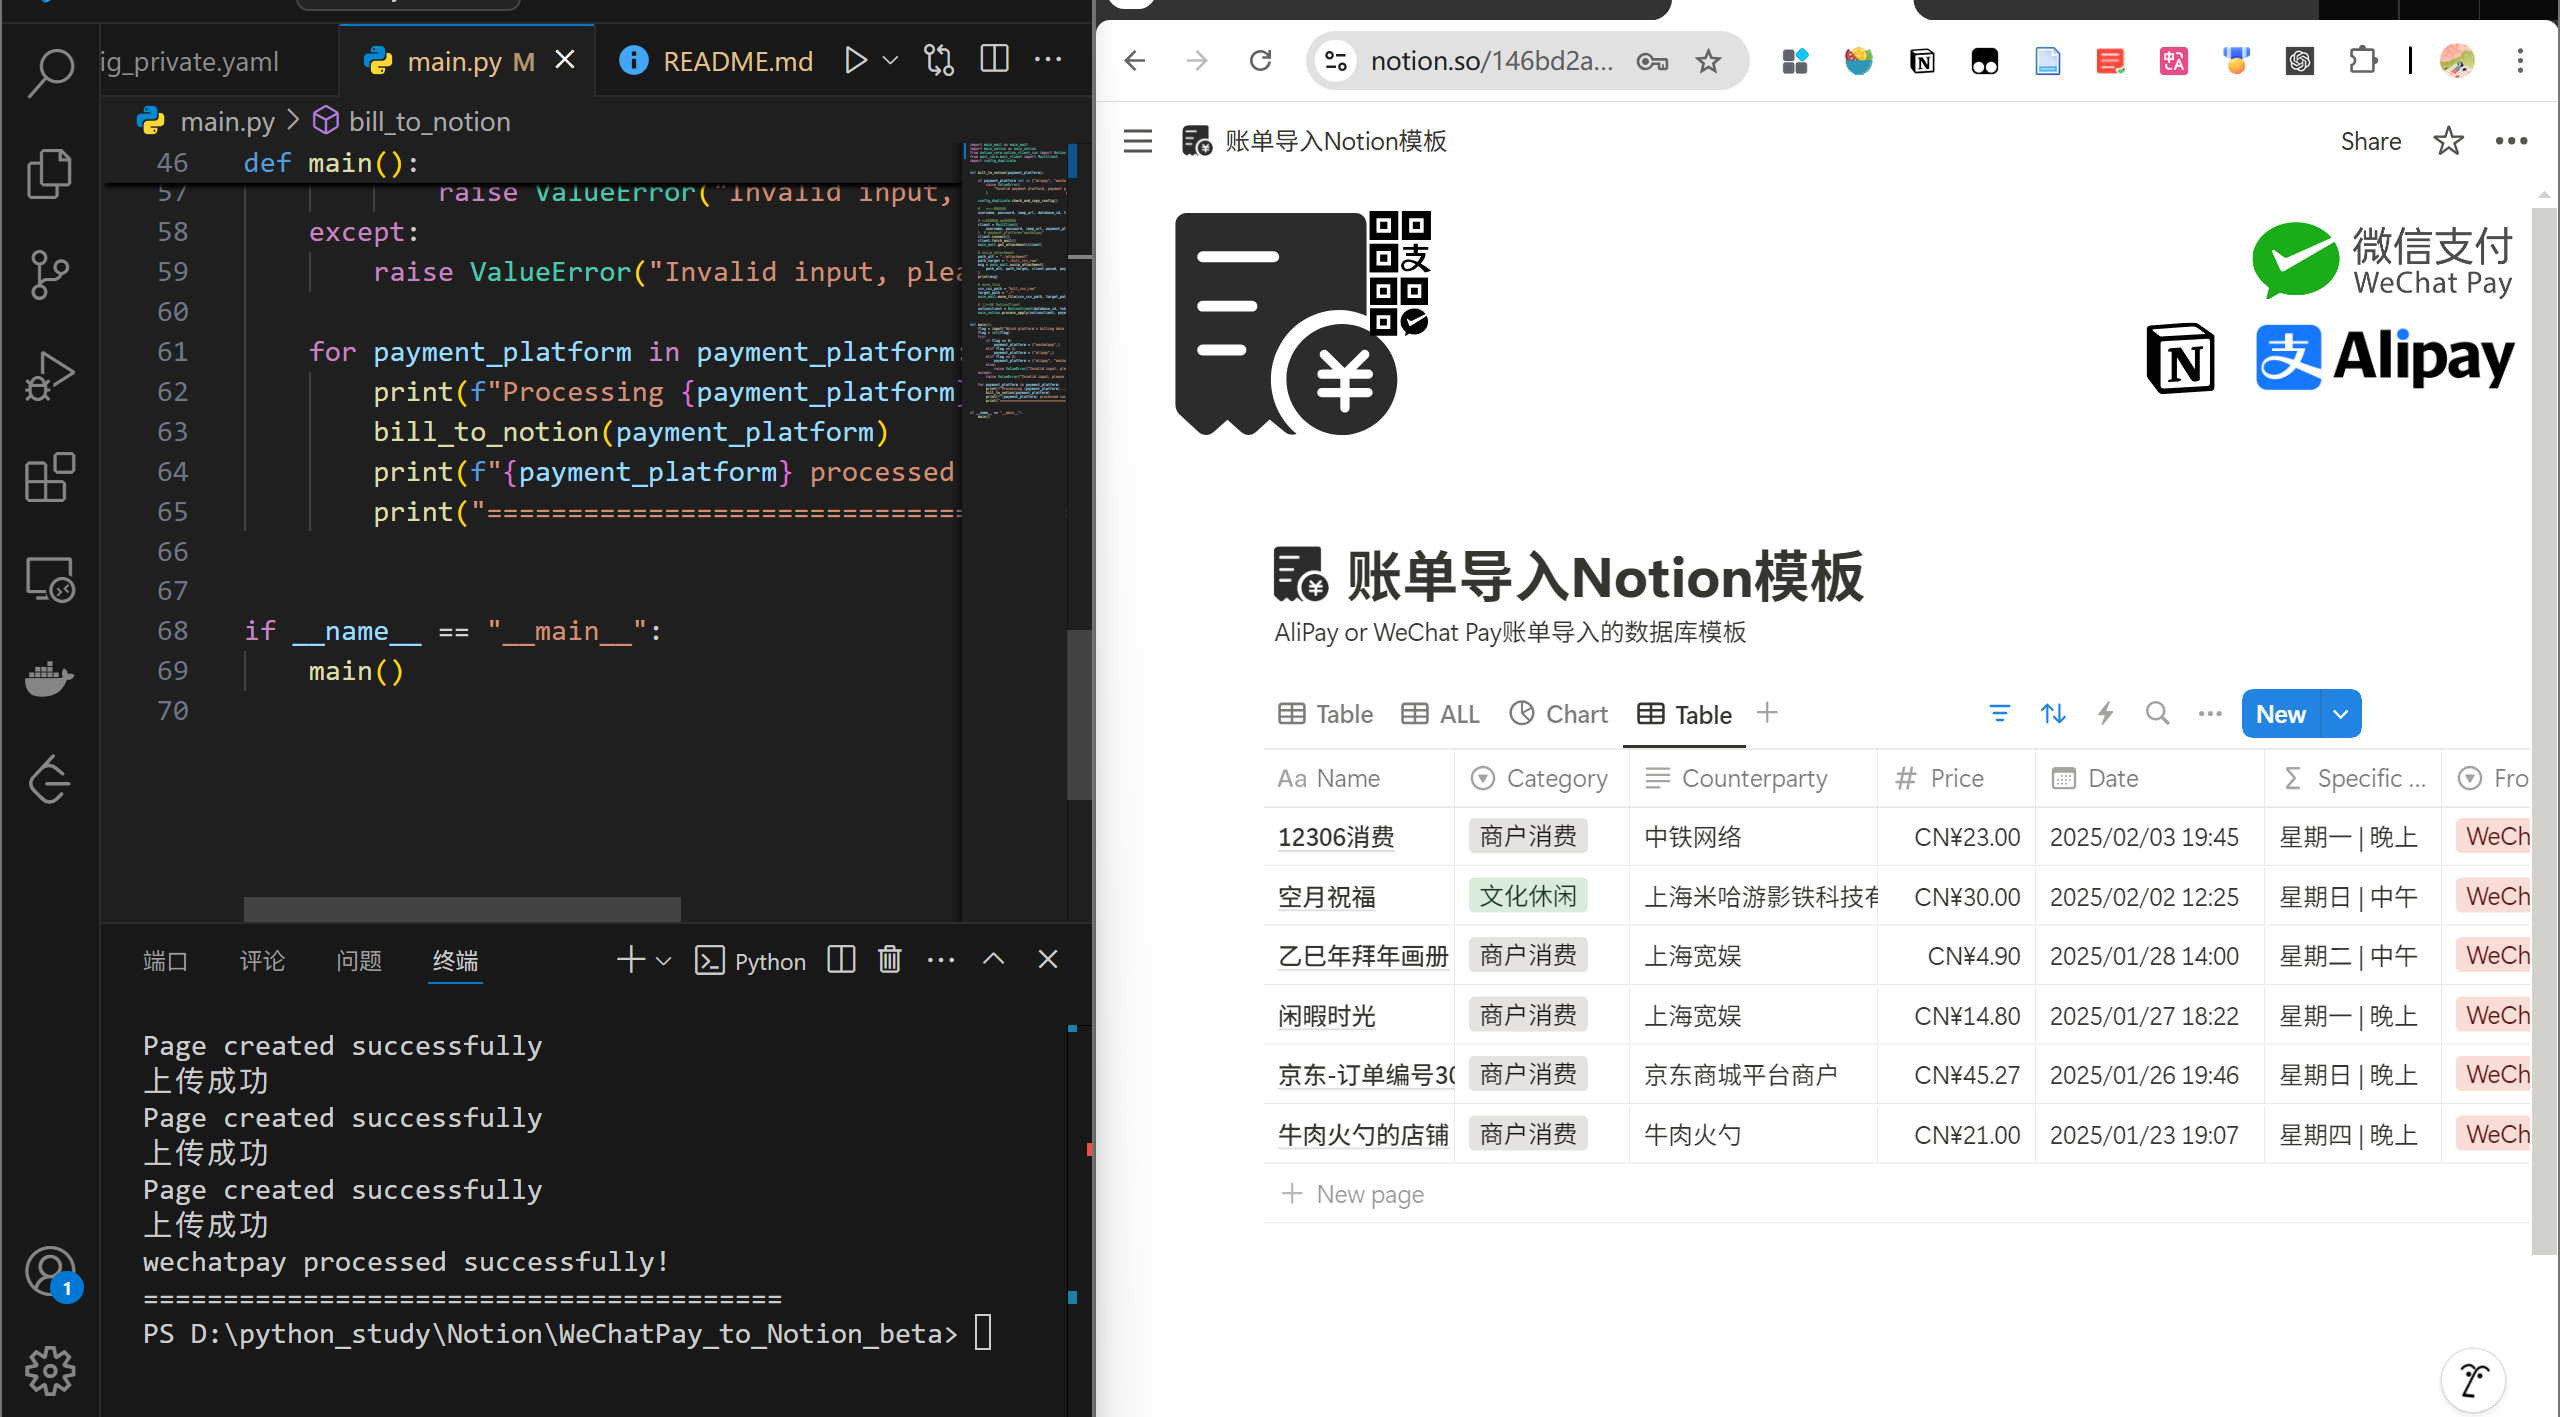 ig_private.yaml
main.py M
README.md
main.py > bill_to_notion
46 def main():
57 raise ValueError("Invalid input,
58 except:
59 raise ValueError("Invalid input, plea
60
61 for payment_platform in payment_platform:
62 print(f"Processing {payment_platform}
63 bill_to_notion(payment_platform)
64 print(f"{payment_platform} processed
65 print("==============================
66
67
68 if __name__ == "__main__":
69 main()
70
端口 评论 问题 终端 Python
Page created successfully
上传成功
Page created successfully
上传成功
Page created successfully
上传成功
wechatpay processed successfully!
========================================
PS D:\python_study\Notion\WeChatPay_to_Notion_beta>
1
notion.so/146bd2a...
账单导入Notion模板
Share
支
¥
微信支付
WeChat Pay
N
支 Alipay
账单导入Notion模板
AliPay or WeChat Pay账单导入的数据库模板
Table ALL Chart Table New
Aa Name Category Counterparty # Price Date Σ Specific ... Fro
12306消费 商户消费 中铁网络 CN¥23.00 2025/02/03 19:45 星期一 | 晚上 WeCh
空月祝福 文化休闲 上海米哈游影铁科技有 CN¥30.00 2025/02/02 12:25 星期日 | 中午 WeCh
乙巳年拜年画册 商户消费 上海宽娱 CN¥4.90 2025/01/28 14:00 星期二 | 中午 WeCh
闲暇时光 商户消费 上海宽娱 CN¥14.80 2025/01/27 18:22 星期一 | 晚上 WeCh
京东-订单编号30 商户消费 京东商城平台商户 CN¥45.27 2025/01/26 19:46 星期日 | 晚上 WeCh
牛肉火勺的店铺 商户消费 牛肉火勺 CN¥21.00 2025/01/23 19:07 星期四 | 晚上 WeCh
New page